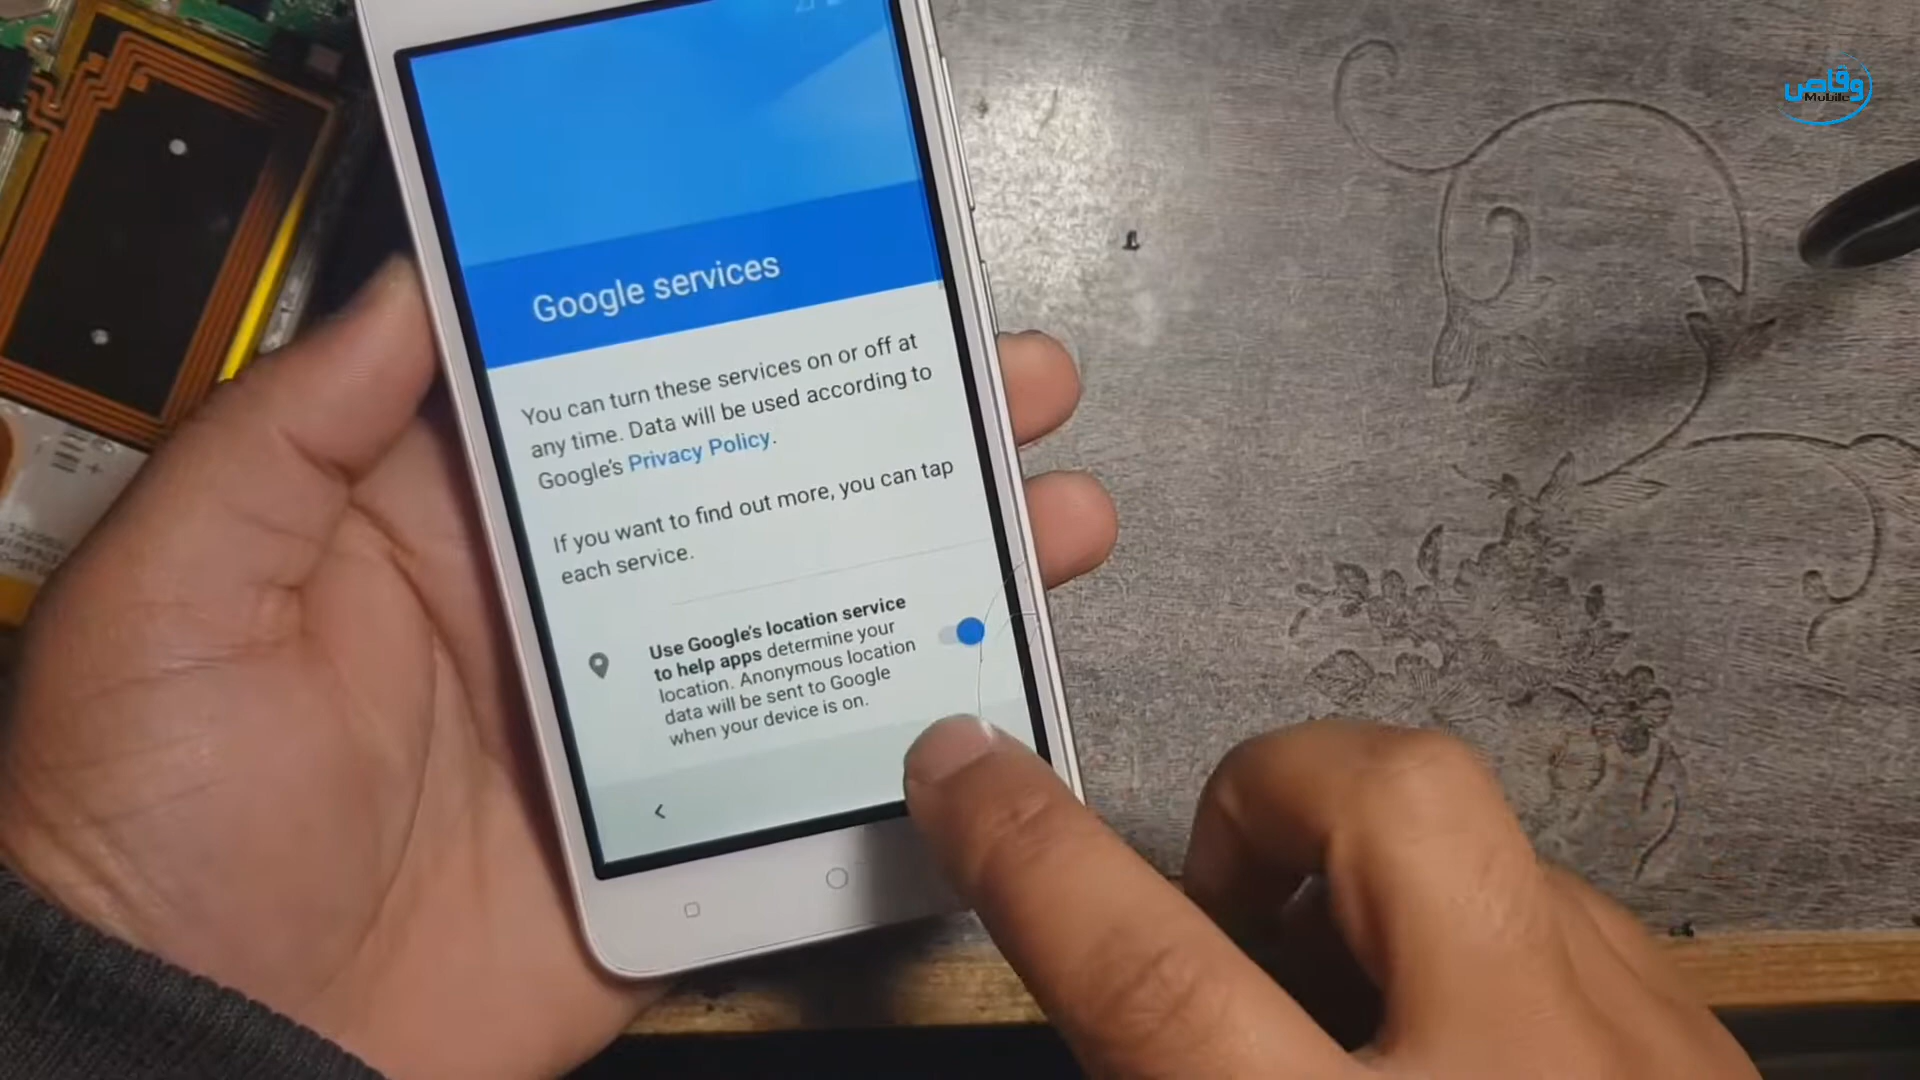 وقاص
Mobile
Google services
You can turn these services on or off at
any time. Data will be used according to
Google's Privacy Policy.
If you want to find out more, you can tap
each service.
Use Google's location service
to help apps determine your
location. Anonymous location
data will be sent to Google
when your device is on.